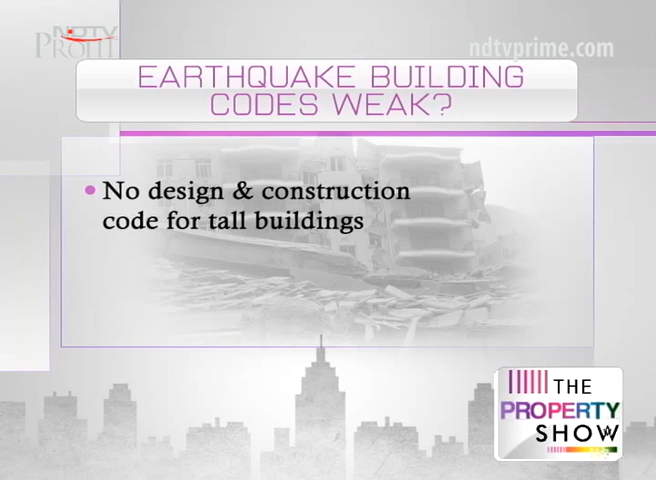 NDTV
PROFIT
ndtvprime.com
EARTHQUAKE BUILDING
CODES WEAK?
• No design & construction
code for tall buildings
THE
PROPERTY
SHOW